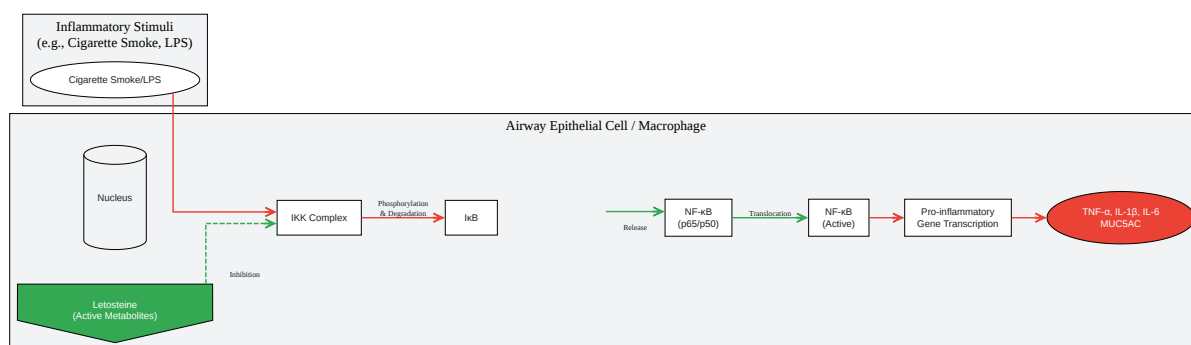 Inflammatory Stimuli
(e.g., Cigarette Smoke, LPS)
Cigarette Smoke/LPS
Airway Epithelial Cell / Macrophage
Nucleus
IKK Complex
Phosphorylation
& Degradation
IκB
Release
NF-κB
(p65/p50)
Translocation
NF-κB
(Active)
Pro-inflammatory
Gene Transcription
TNF-α, IL-1β, IL-6
MUC5AC
Inhibition
Letosteine
(Active Metabolites)